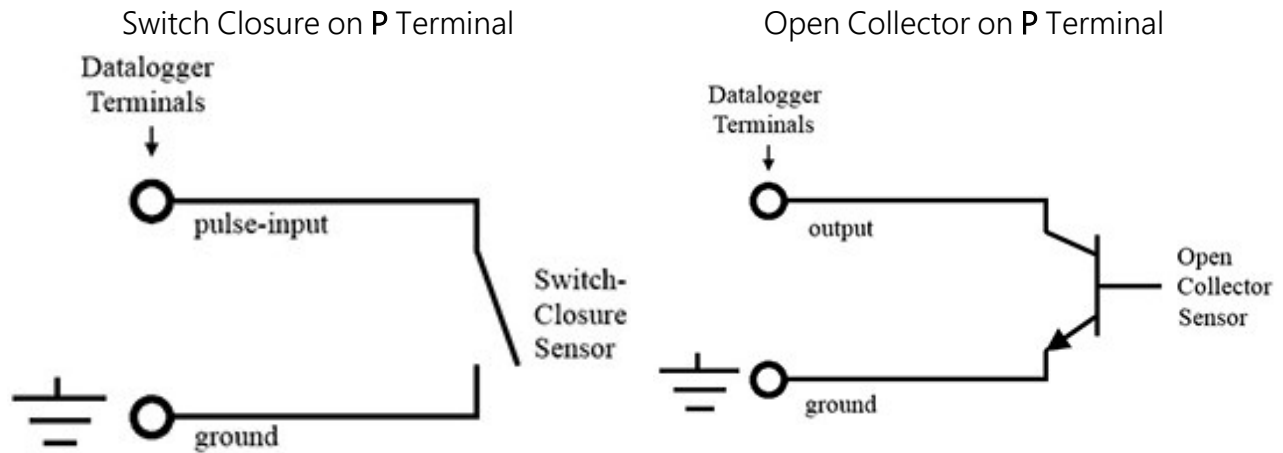 Switch Closure on P Terminal
Datalogger
Terminals
pulse-input
Switch-
Closure
Sensor
ground
Open Collector on P Terminal
Datalogger
Terminals
output
Open
Collector
Sensor
ground